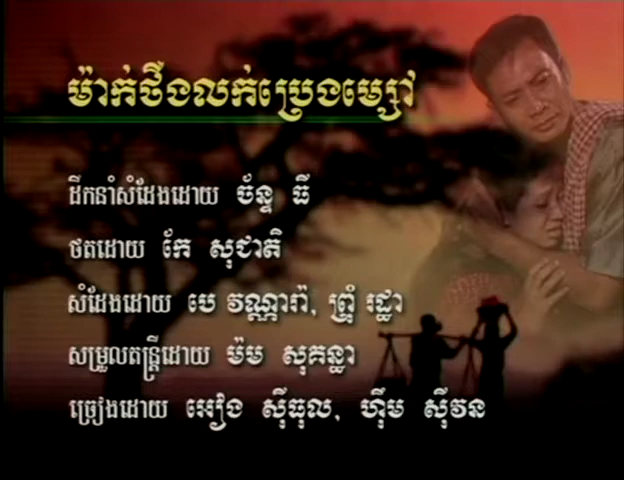 ម៉ាក់ថឺងលក់ប្រេងម្សៅ
ដឹកនាំសំដែងដោយ ច័ន្ទ ធី
ថតដោយ កែ សុជាតិ
សំដែងដោយ បេ វណ្ណារ៉ា, ព្រំ រដ្ឋា
សម្រួលតន្ត្រីដោយ ម៉ម សុគន្ធា
ច្រៀងដោយ អៀង ស៊ីធុល, ហ៊ឹម ស៊ីវន